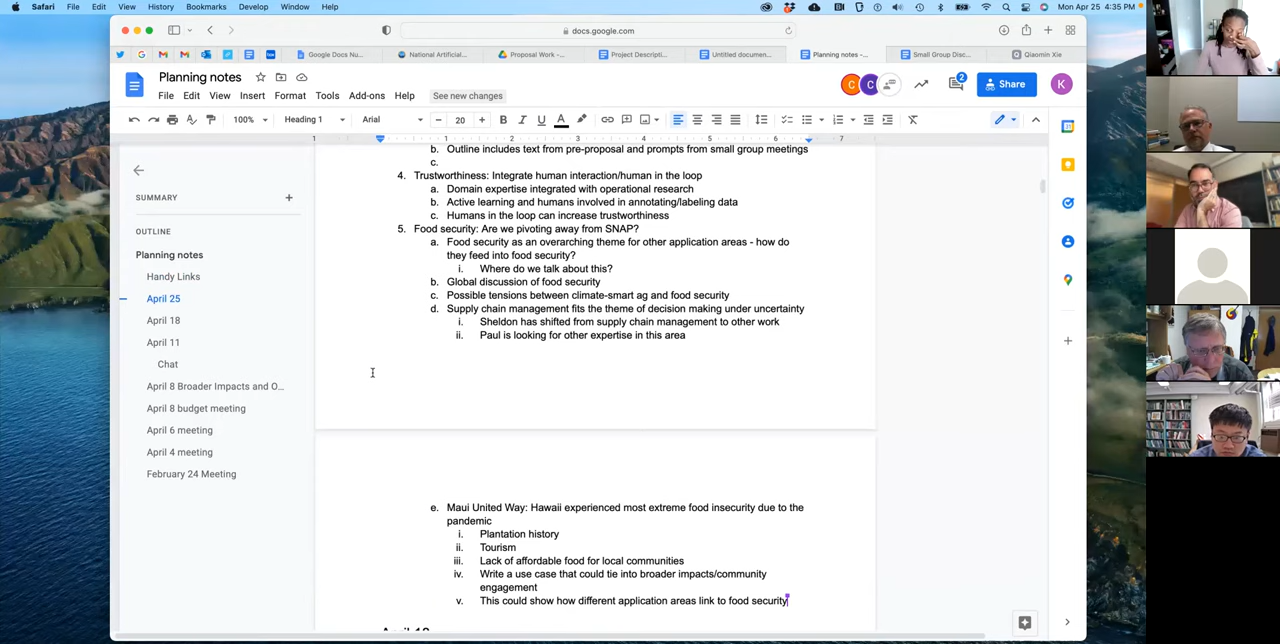 Safari File Edit View History Bookmarks Develop Window Help
Mon Apr 25 4:35 PM
docs.google.com
Google Docs Nu...
National Artificial...
Proposal Work -...
Project Descripti...
Untitled documen...
Planning notes -...
Small Group Disc...
Qiaomin Xie
Planning notes
File Edit View Insert Format Tools Add-ons Help
See new changes
C C
2
Share
K
100% Heading 1 Arial 20 B I U A
1 1 2 3 4 5 6 7
SUMMARY
OUTLINE
Planning notes
Handy Links
April 25
April 18
April 11
Chat
April 8 Broader Impacts and O...
April 8 budget meeting
April 6 meeting
April 4 meeting
February 24 Meeting
b. Outline includes text from pre-proposal and prompts from small group meetings
c.
4. Trustworthiness: Integrate human interaction/human in the loop
a. Domain expertise integrated with operational research
b. Active learning and humans involved in annotating/labeling data
c. Humans in the loop can increase trustworthiness
5. Food security: Are we pivoting away from SNAP?
a. Food security as an overarching theme for other application areas - how do
they feed into food security?
i. Where do we talk about this?
b. Global discussion of food security
c. Possible tensions between climate-smart ag and food security
d. Supply chain management fits the theme of decision making under uncertainty
i. Sheldon has shifted from supply chain management to other work
ii. Paul is looking for other expertise in this area
e. Maui United Way: Hawaii experienced most extreme food insecurity due to the
pandemic
i. Plantation history
ii. Tourism
iii. Lack of affordable food for local communities
iv. Write a use case that could tie into broader impacts/community
engagement
v. This could show how different application areas link to food security